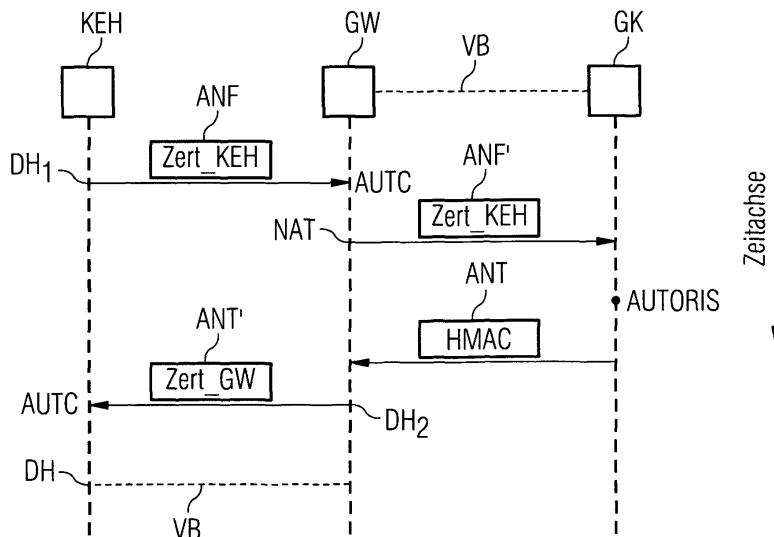 KEH
GW
VB
GK
ANF
Zert_KEH
DH1
AUTC
ANF'
Zert_KEH
NAT
Zeitachse
ANT
HMAC
AUTORIS
ANT'
Zert_GW
AUTC
DH2
DH
VB